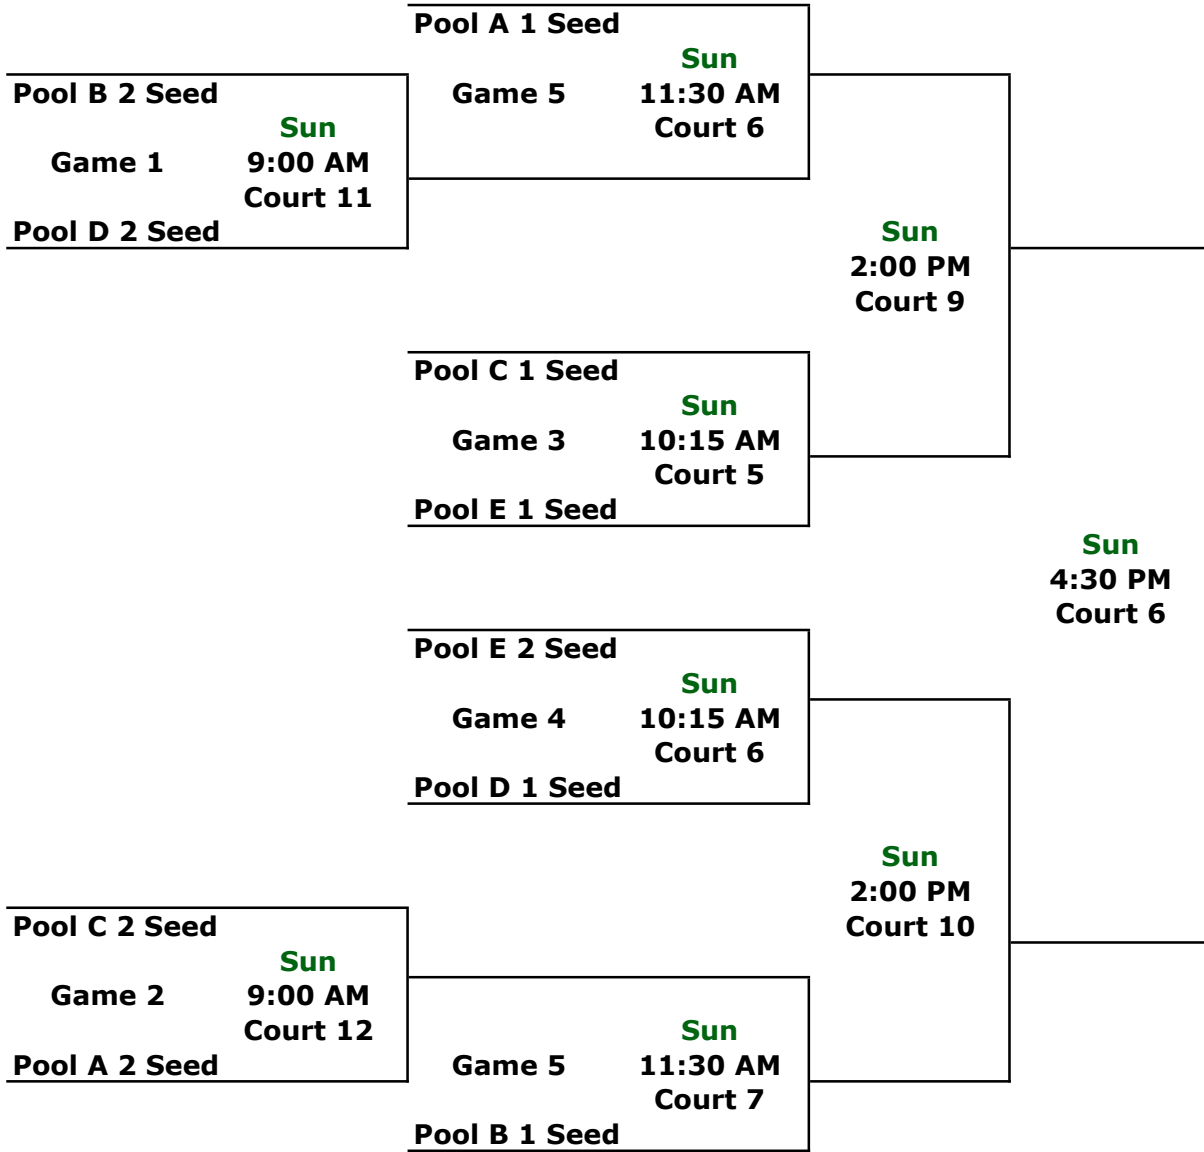 Pool A 1 Seed
Sun
Game 5 11:30 AM
Court 6
Pool B 2 Seed
Sun
Game 1 9:00 AM
Court 11
Pool D 2 Seed
Sun
2:00 PM
Court 9
Pool C 1 Seed
Sun
Game 3 10:15 AM
Court 5
Pool E 1 Seed
Sun
4:30 PM
Court 6
Pool E 2 Seed
Sun
Game 4 10:15 AM
Court 6
Pool D 1 Seed
Sun
2:00 PM
Court 10
Pool C 2 Seed
Sun
Game 2 9:00 AM
Court 12
Pool A 2 Seed
Sun
Game 5 11:30 AM
Court 7
Pool B 1 Seed